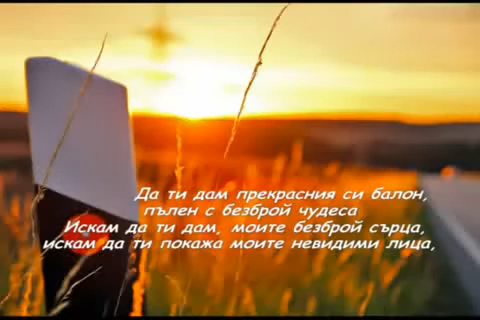 Да ти дам прекрасния си балон,
пълен с безброй чудеса
Искам да ти дам, моите безброй сърца,
искам да ти покажа моите невидими лица,